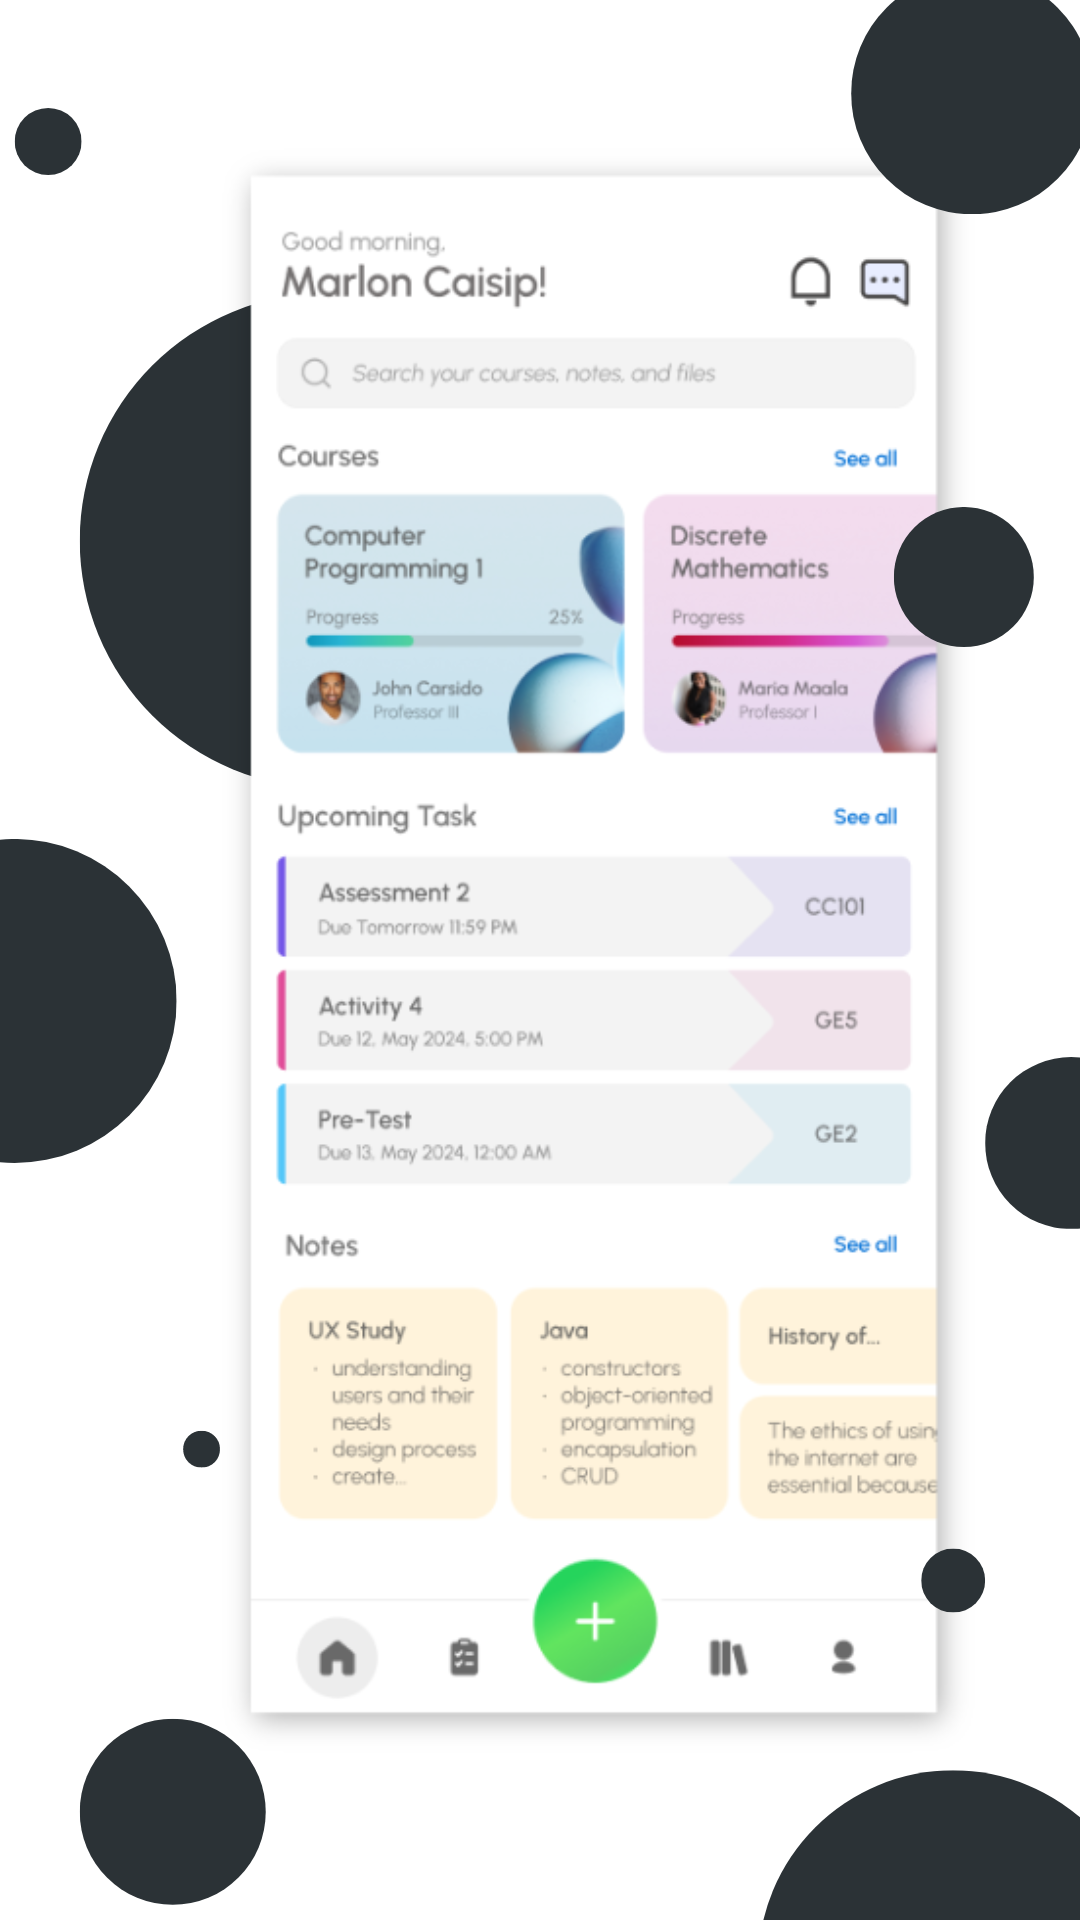 Good morning,
Marlon Caisip!
Search your courses, notes, and files
Courses
See all
Computer
Programming 1
Progress
25%
John Carsido
Professor III
Discrete
Mathematics
Progress
Maria Maala
Professor I
Upcoming Task
See all
Assessment 2
Due Tomorrow 11:59 PM
CC101
Activity 4
Due 12, May 2024, 5:00 PM
GE5
Pre-Test
Due 13, May 2024, 12:00 AM
GE2
Notes
See all
UX Study
· understanding
users and their
needs
· design process
· create...
Java
· constructors
· object-oriented
programming
· encapsulation
· CRUD
History of...
The ethics of usin
the internet are
essential because